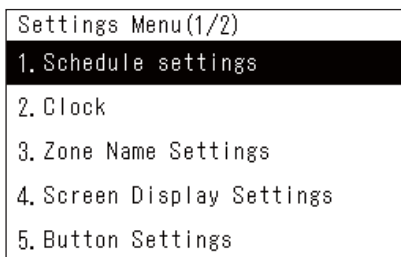 Settings Menu(1/2)
1. Schedule settings
2. Clock
3. Zone Name Settings
4. Screen Display Settings
5. Button Settings